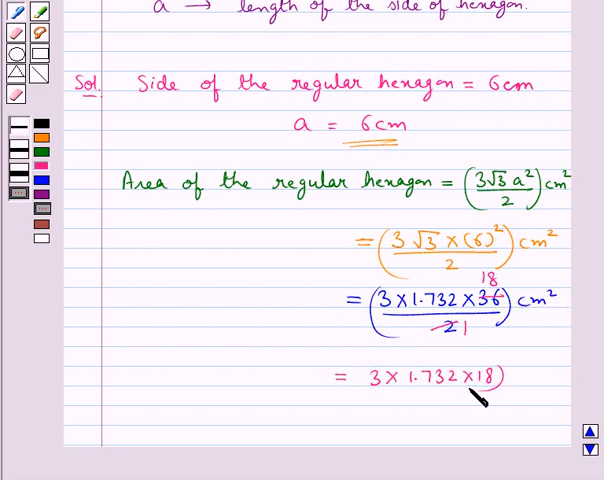 a → length of the side of hexagon.
Sol. Side of the regular hexagon = 6cm
a = 6cm
Area of the regular hexagon = (3√3 a²/2) cm²
= (3√3 × (6)²/2) cm²
18
= (3 × 1.732 × 36/2 1) cm²
= 3 × 1.732 × 18)